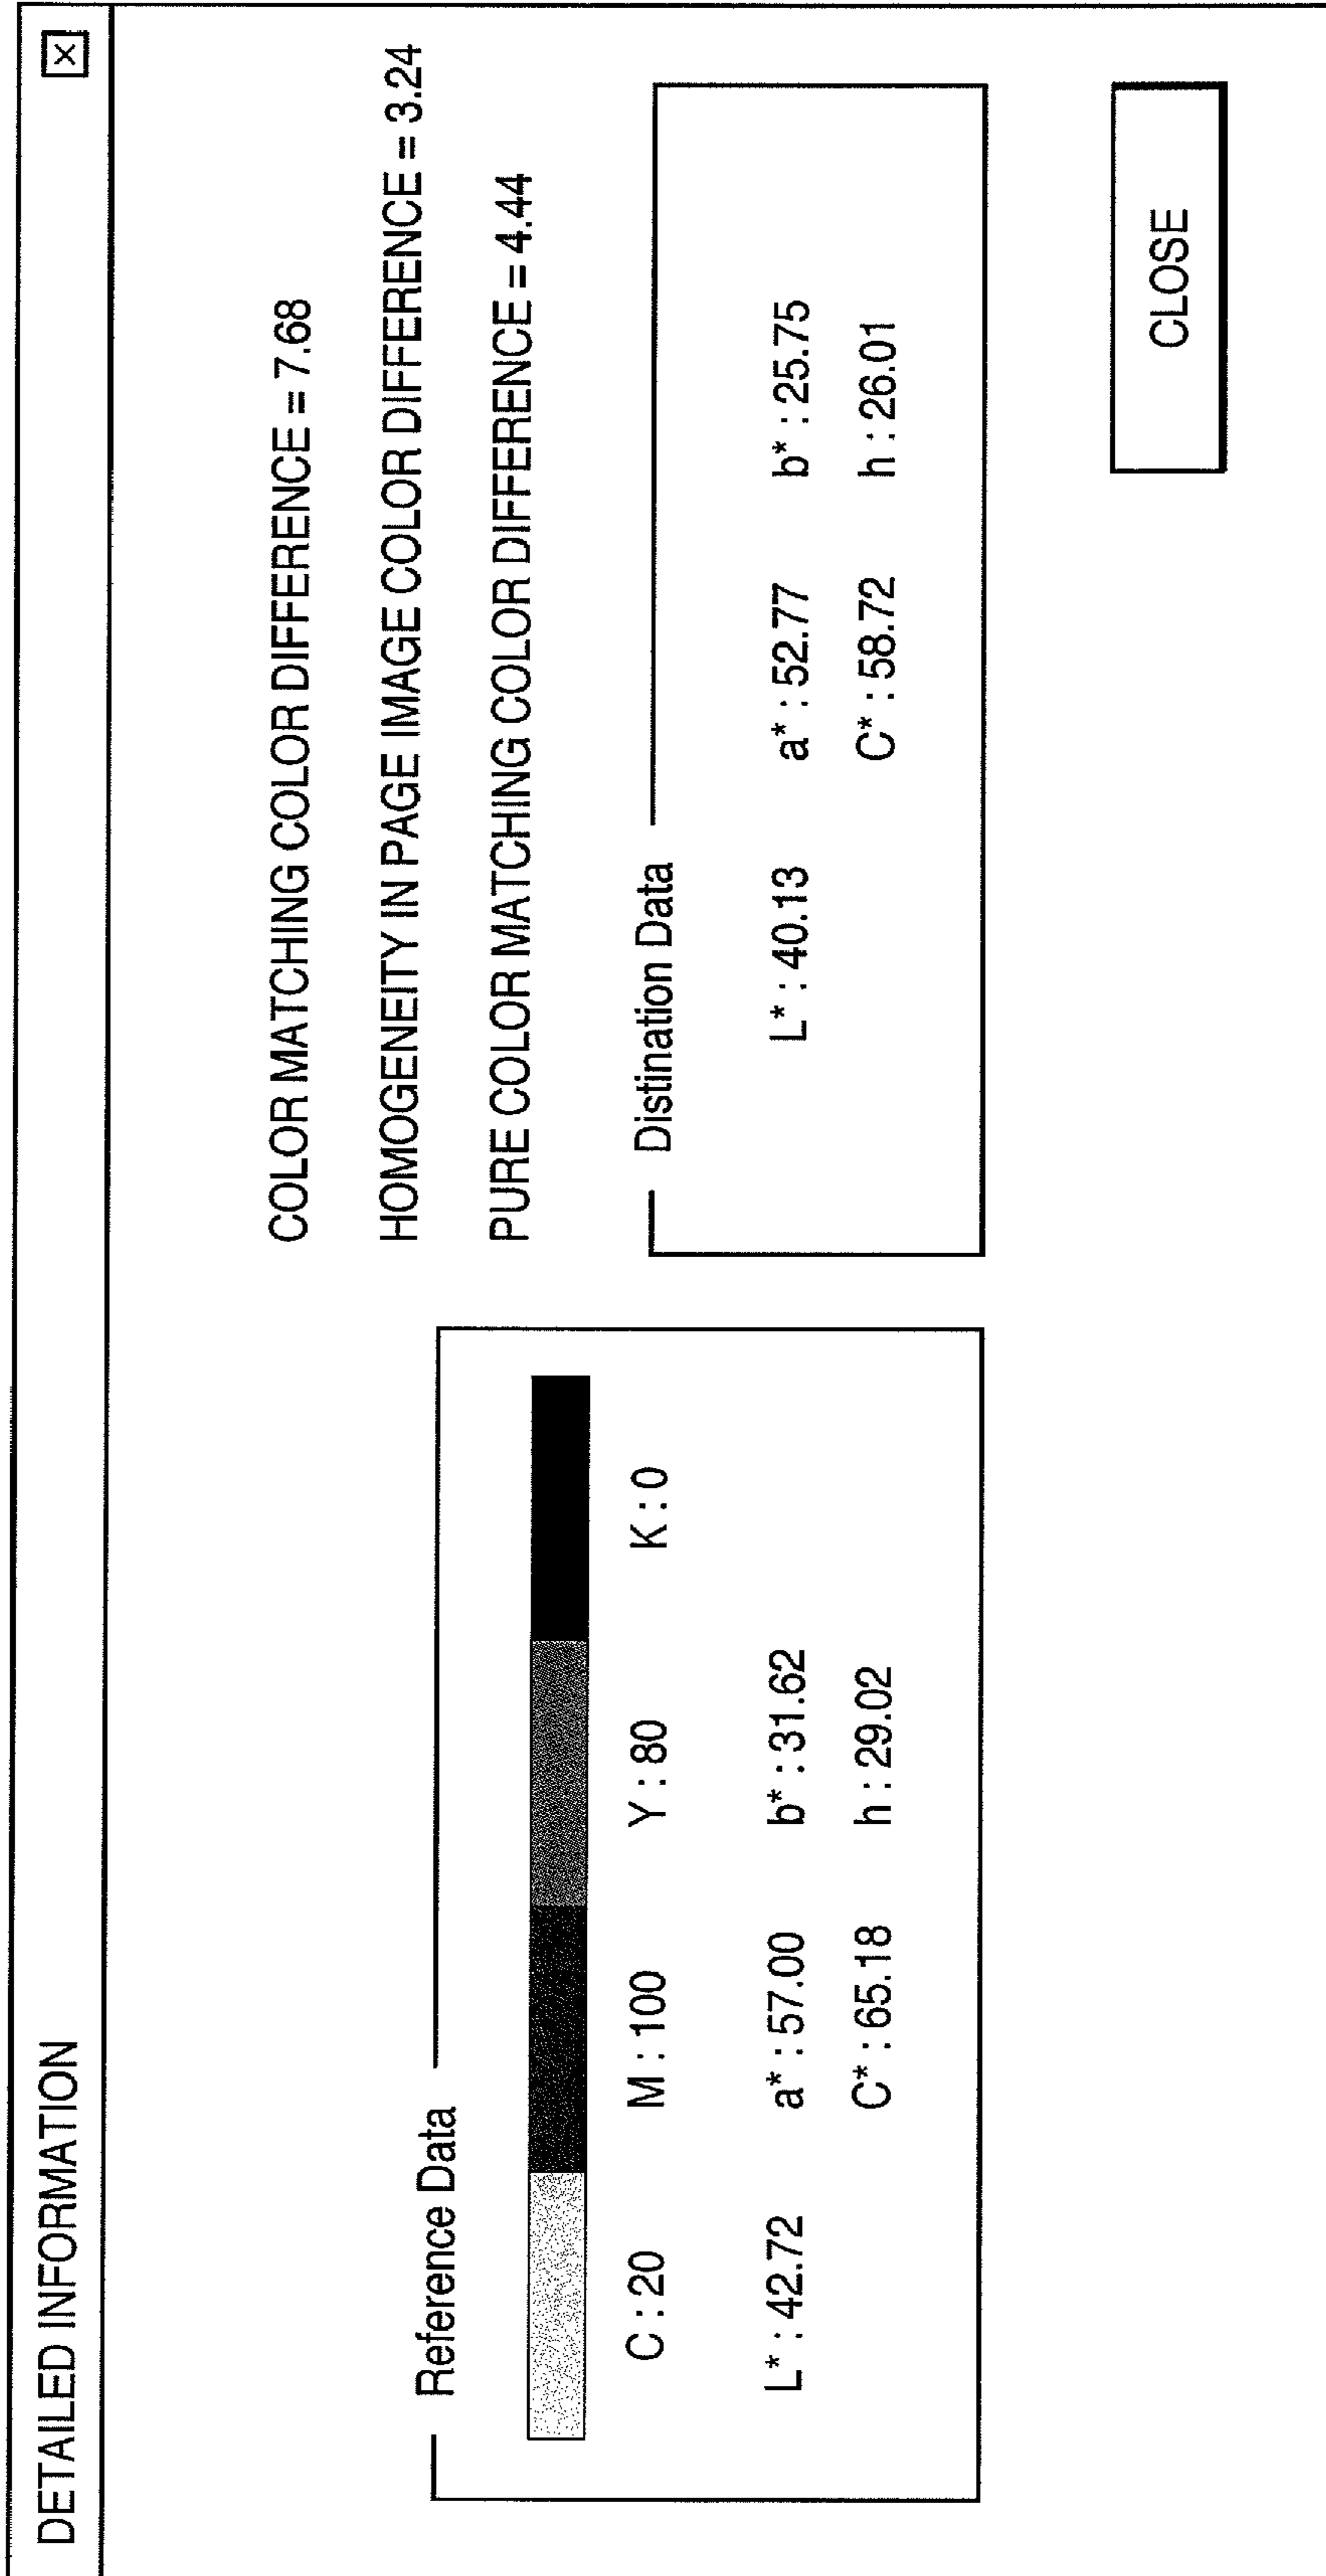 DETAILED INFORMATION
COLOR MATCHING COLOR DIFFERENCE = 7.68
HOMOGENEITY IN PAGE IMAGE COLOR DIFFERENCE = 3.24
PURE COLOR MATCHING COLOR DIFFERENCE = 4.44
Reference Data
C : 20 M : 100 Y : 80 K : 0
L* : 42.72 a* : 57.00 b* : 31.62
C* : 65.18 h : 29.02
Distination Data
L* : 40.13 a* : 52.77 b* : 25.75
C* : 58.72 h : 26.01
CLOSE